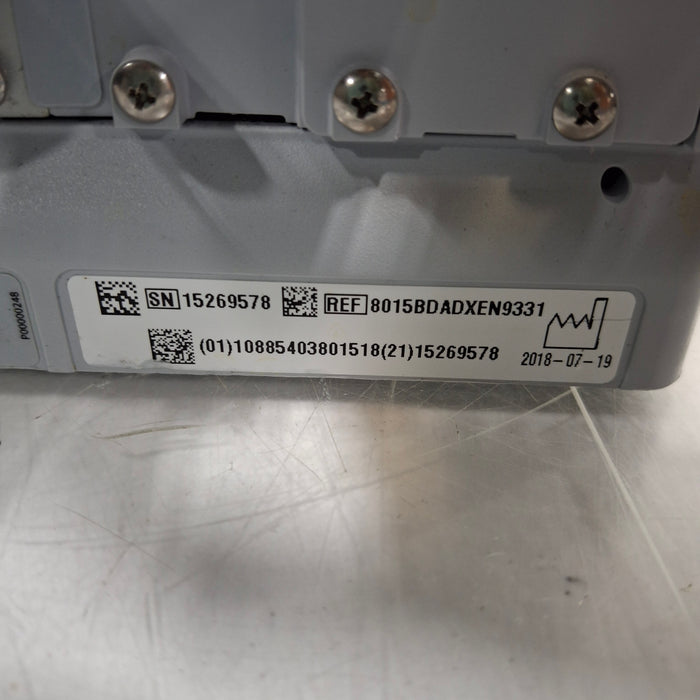 P00000248
SN 15269578 REF 8015BDADXEN9331
(01)10885403801518(21)15269578
2018-07-19